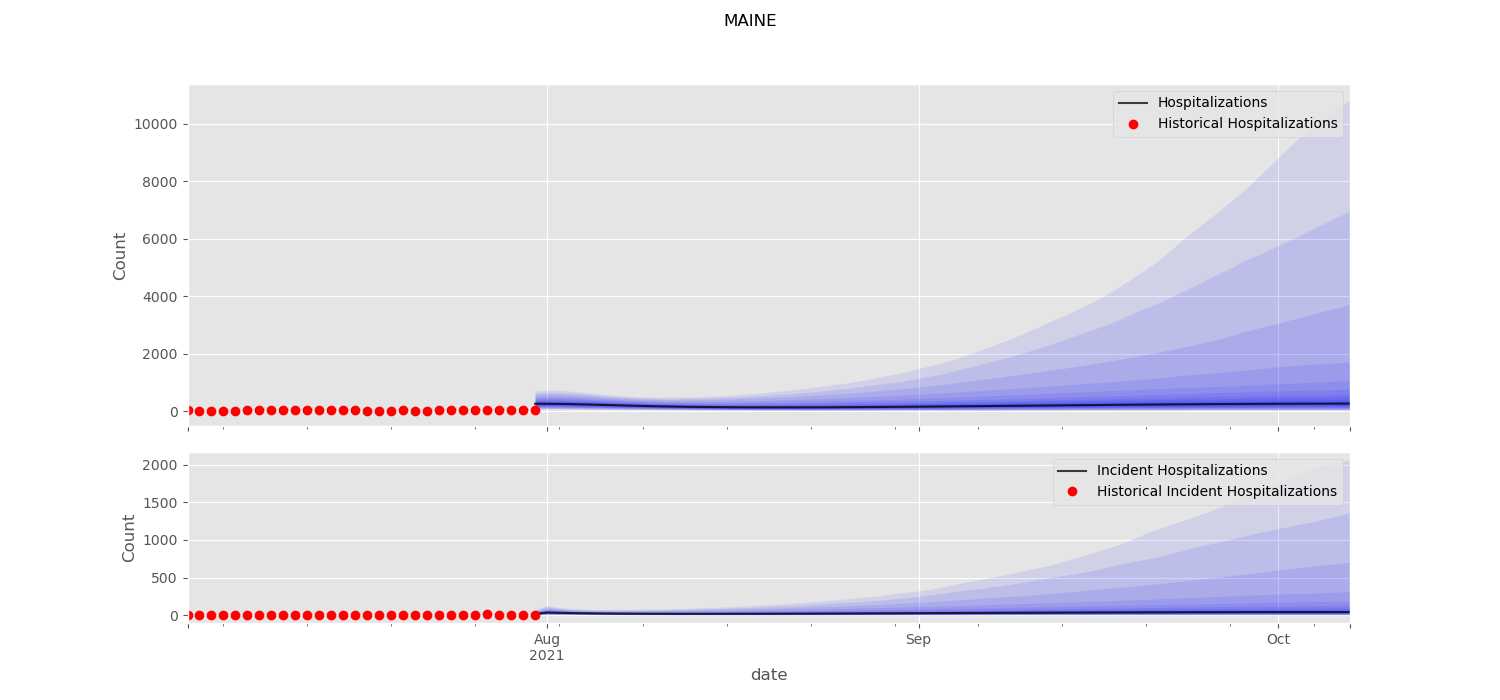 MAINE
10000
8000
6000
4000
2000
0
Count
Hospitalizations
Historical Hospitalizations
2000
1500
1000
500
0
Count
Incident Hospitalizations
Historical Incident Hospitalizations
Aug
2021
Sep
Oct
date